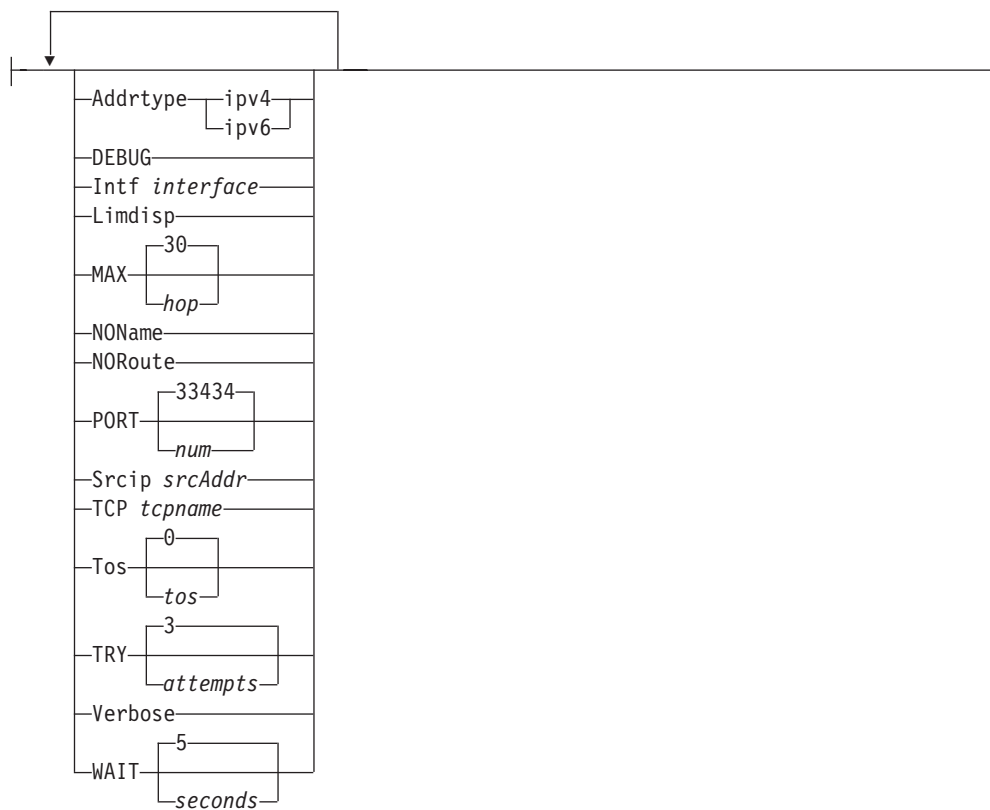 Addrtype ipv4
ipv6
DEBUG
Intf interface
Limdisp
30
MAX
hop
NOName
NORoute
33434
PORT
num
Srcip srcAddr
TCP tcpname
0
Tos
tos
3
TRY
attempts
Verbose
5
WAIT
seconds